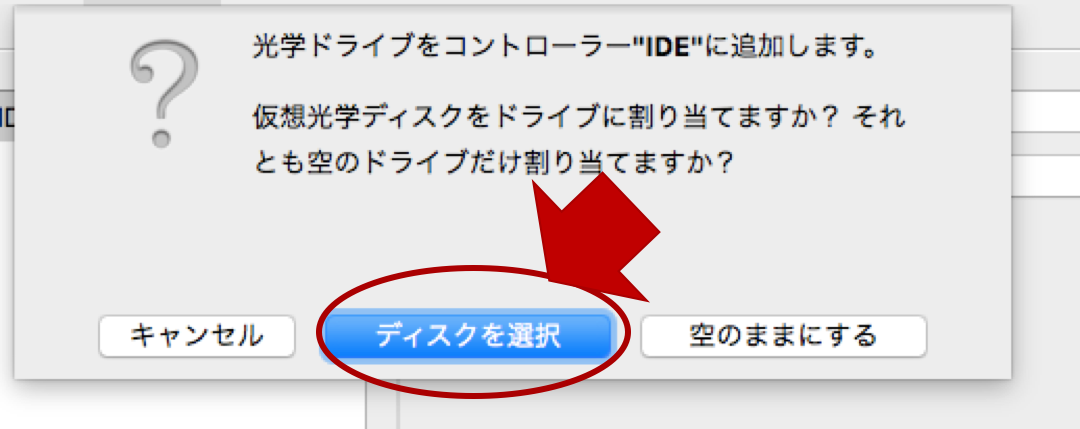 光学ドライブをコントローラー"IDE"に追加します。
仮想光学ディスクをドライブに割り当てますか？ それ
とも空のドライブだけ割り当てますか？
キャンセル
ディスクを選択
空のままにする